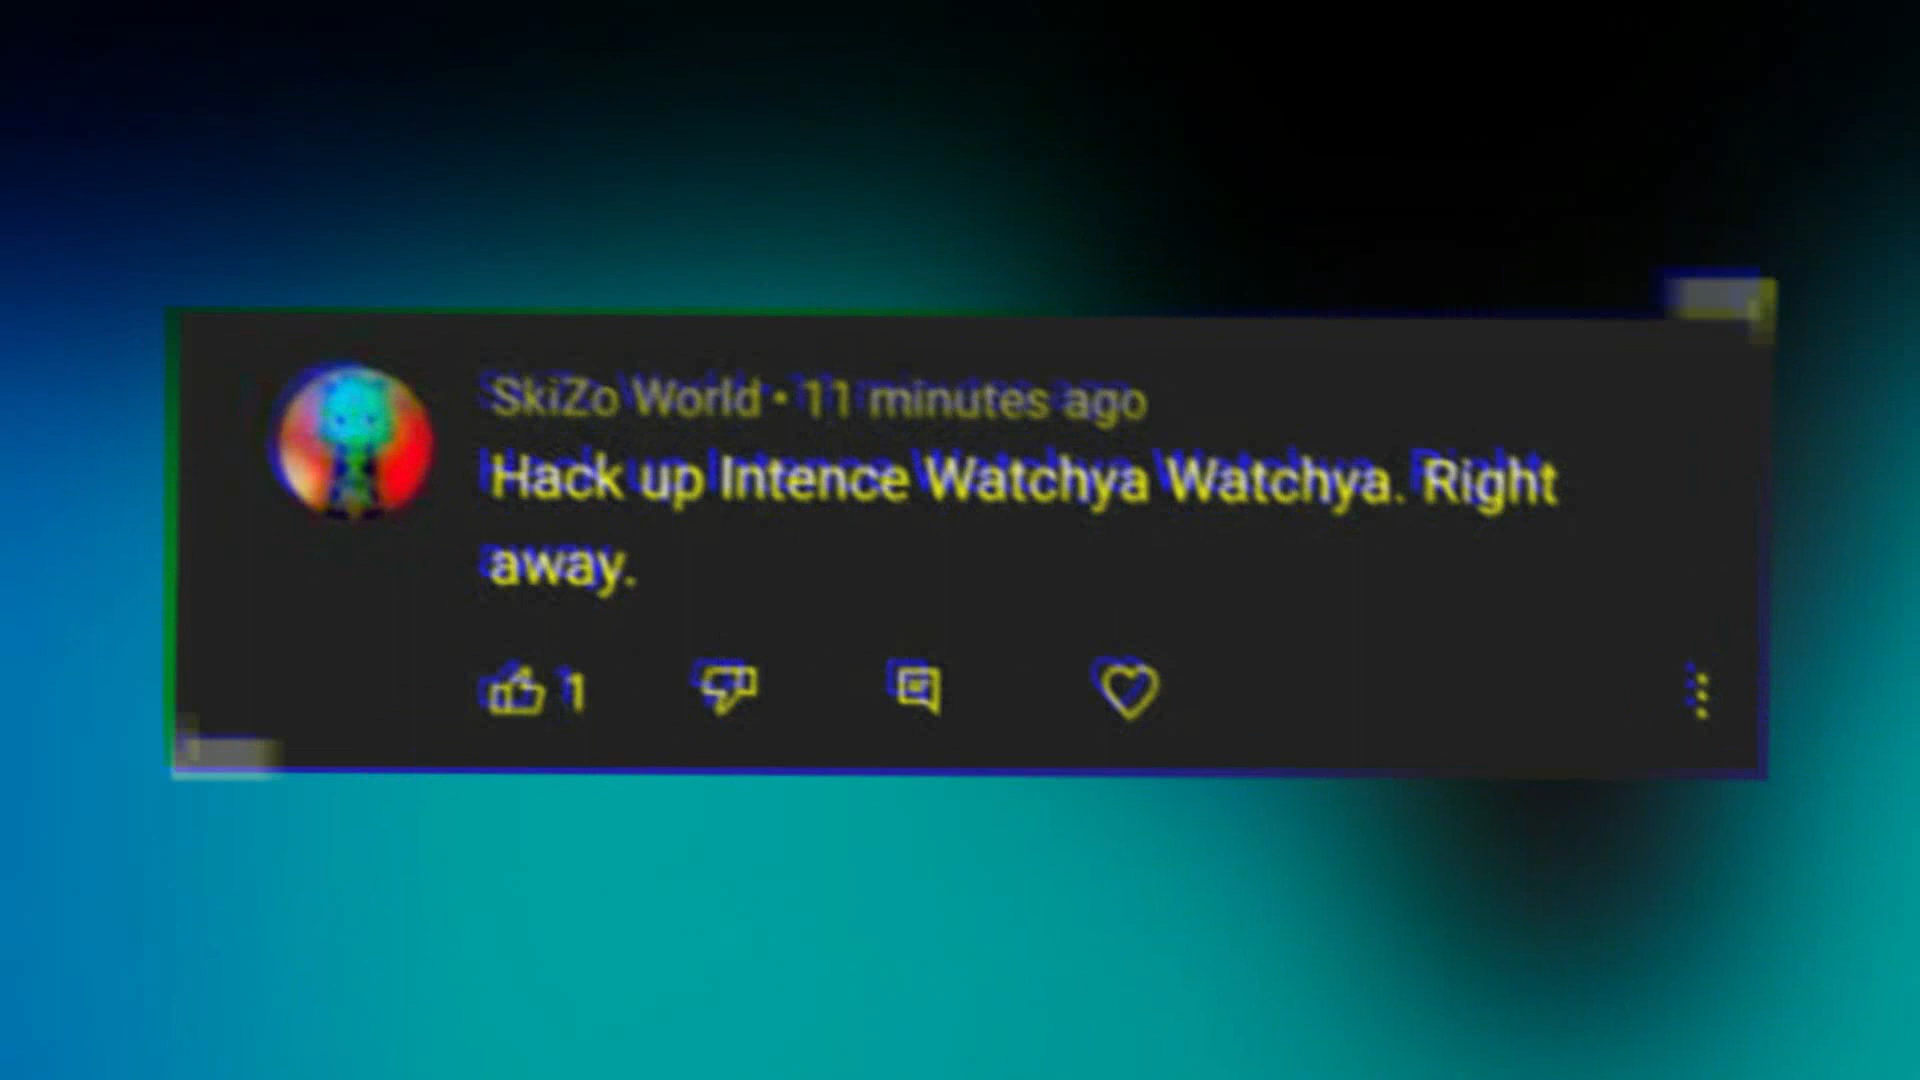 SkiZo World • 11 minutes ago
Hack up Intence Watchya Watchya. Right
away.
1